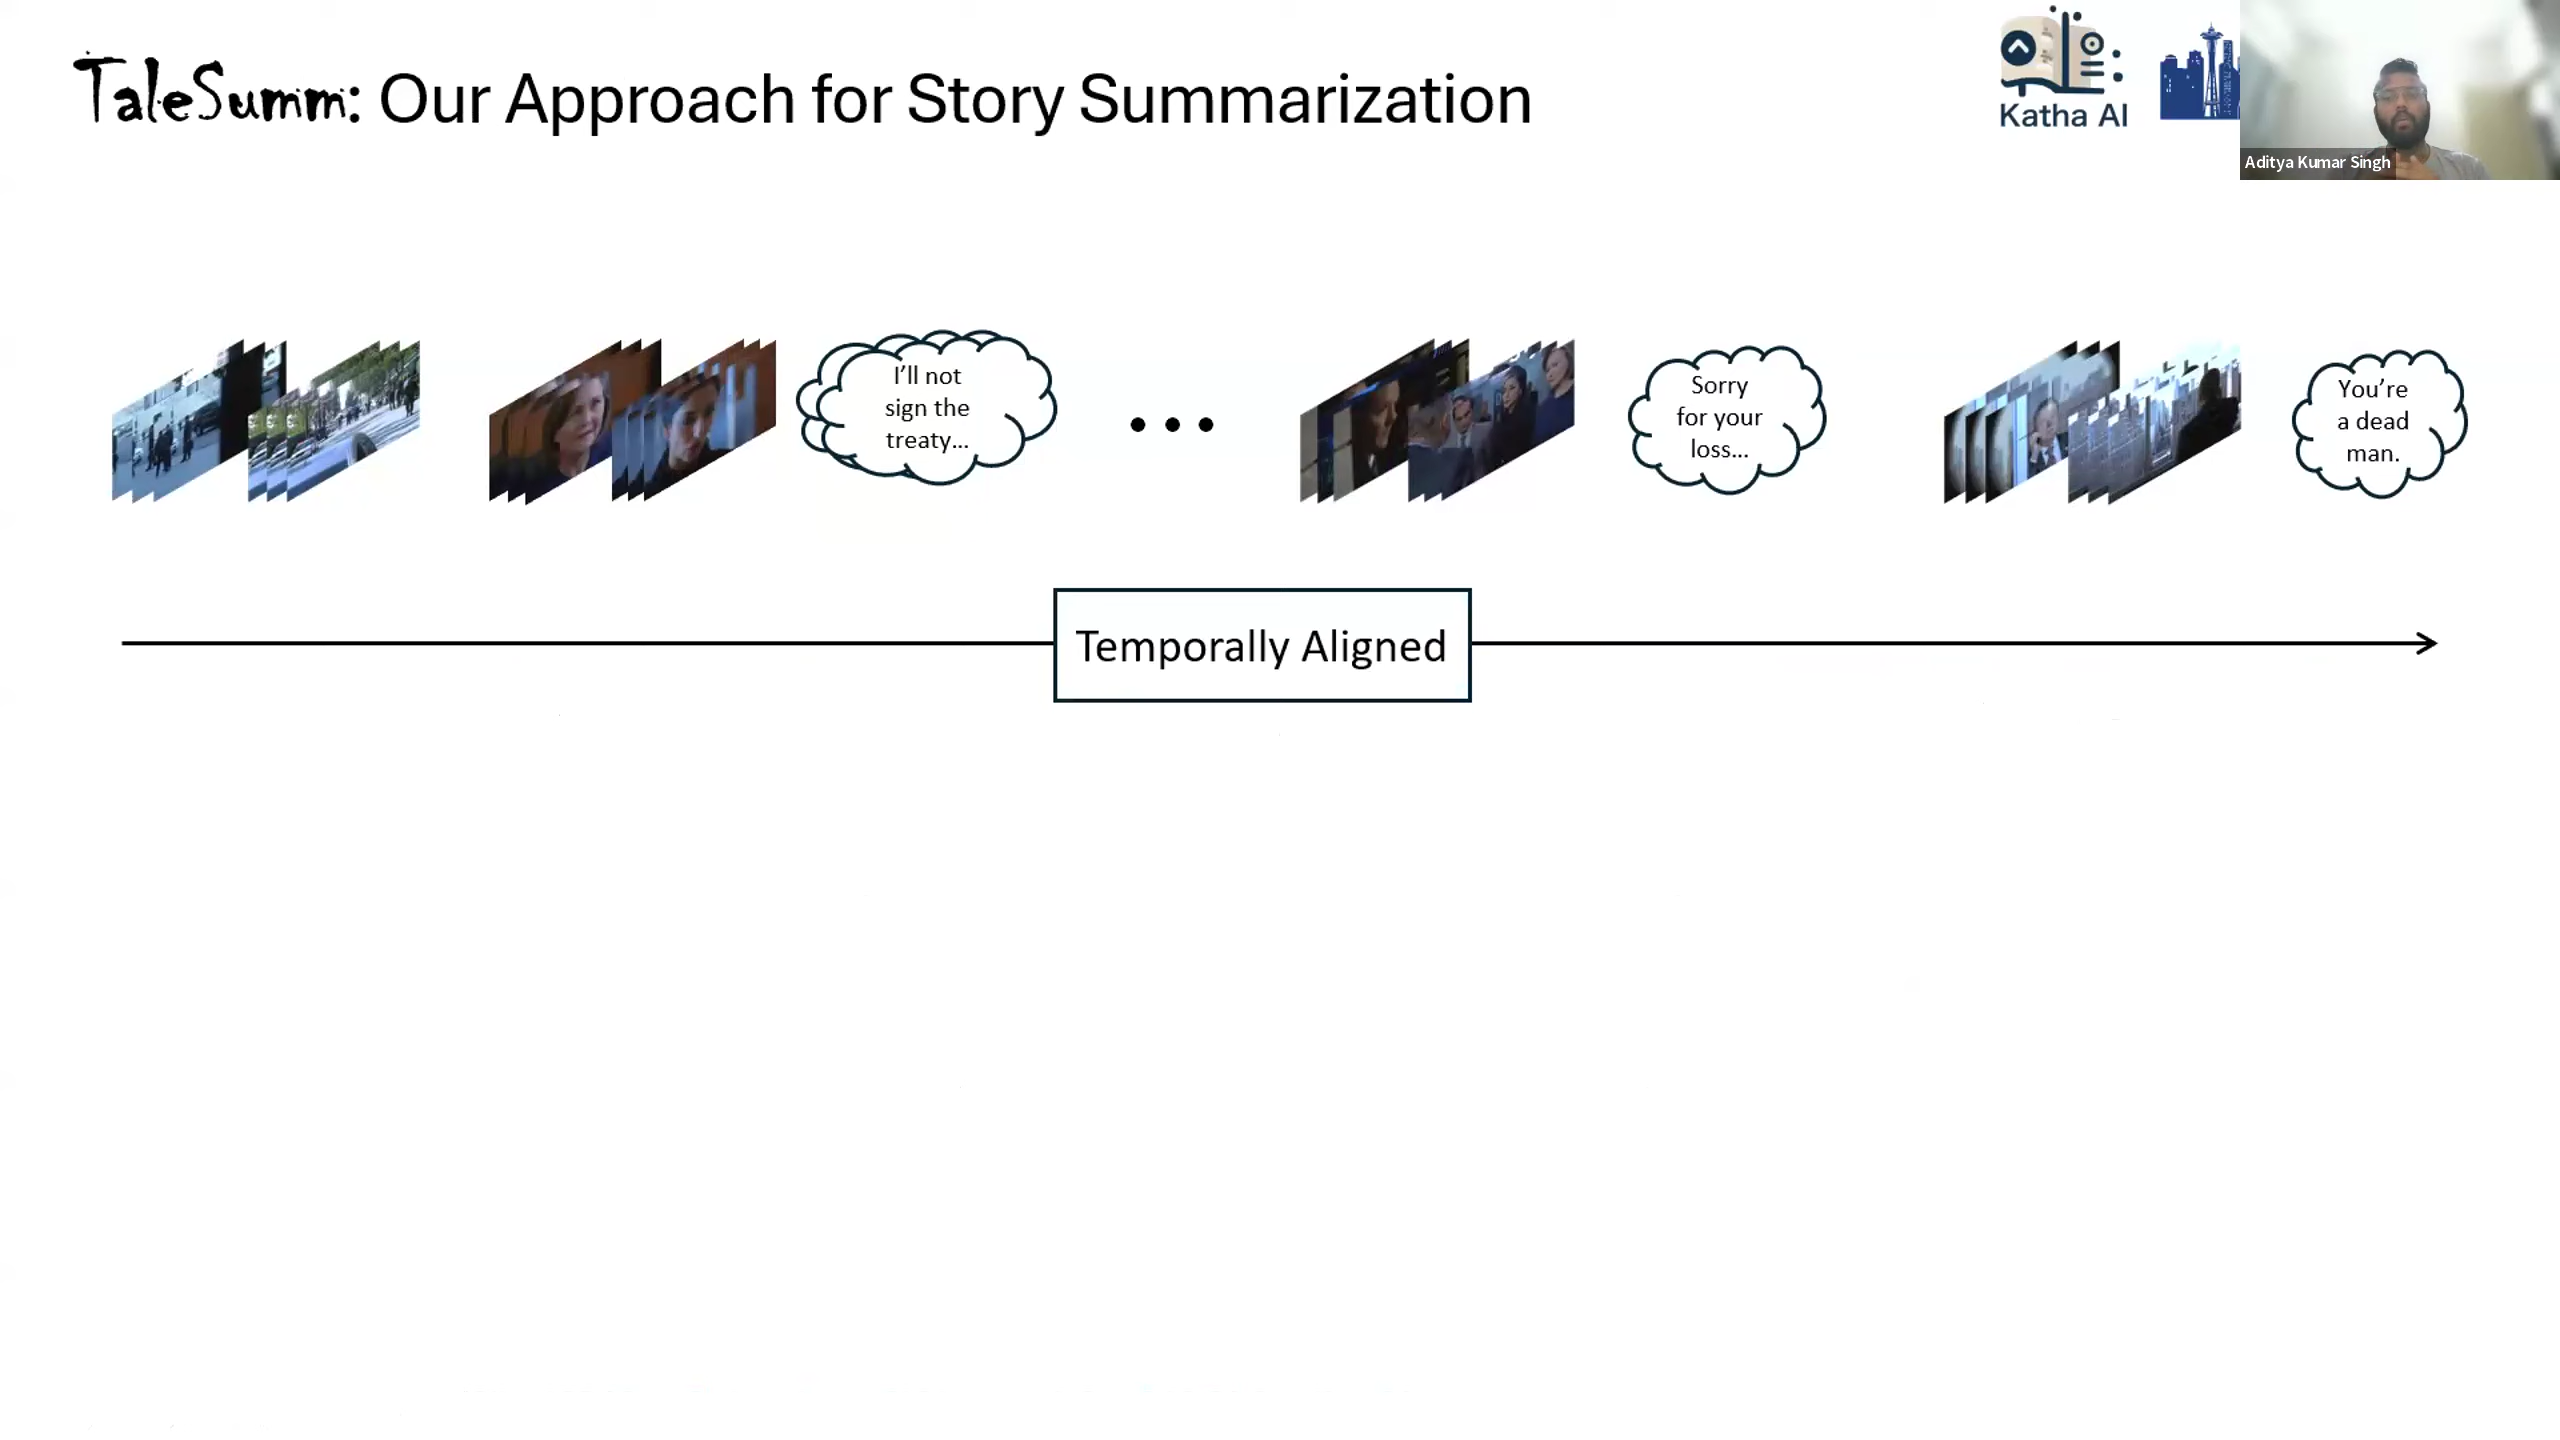 TaleSumm: Our Approach for Story Summarization
Katha AI
Aditya Kumar Singh
I'll not
sign the
treaty...
Sorry
for your
loss...
You're
a dead
man.
Temporally Aligned